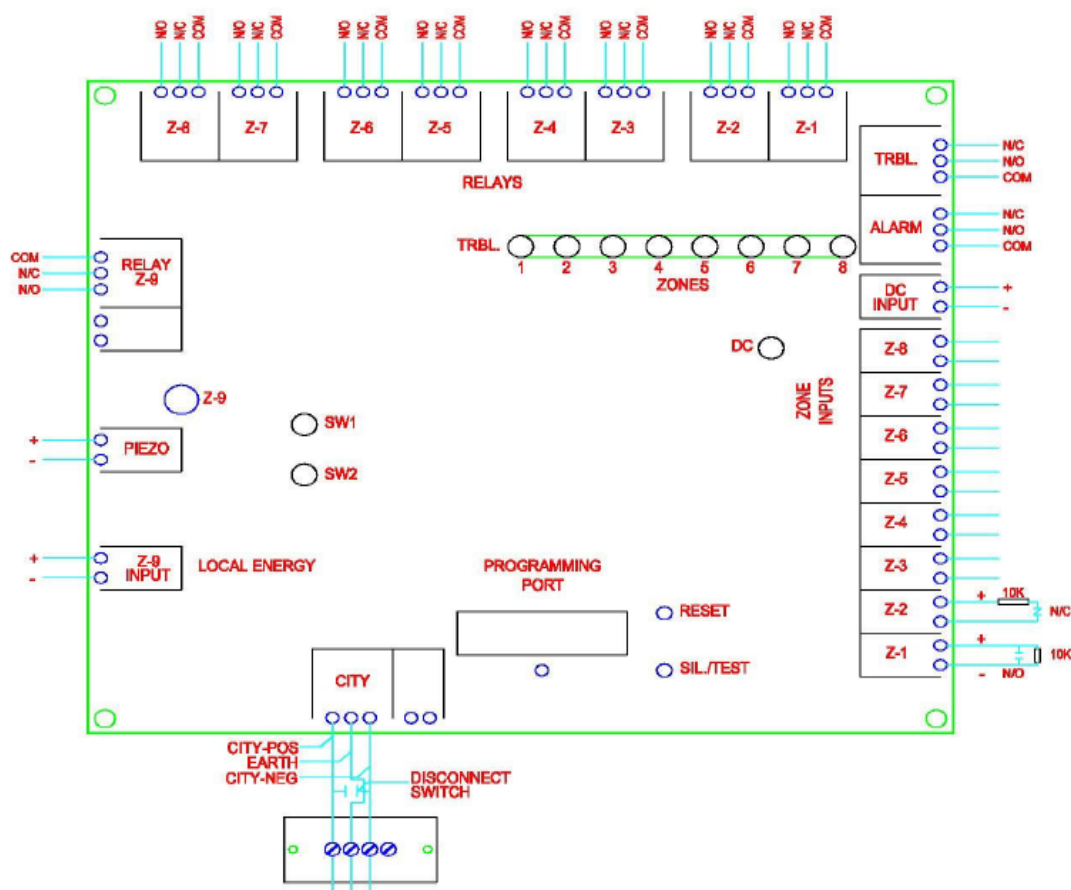 N/O N/C COM N/O N/C COM N/O N/C COM N/O N/C COM N/O N/C COM N/O N/C COM N/O N/C COM N/O N/C COM
Z-8 Z-7 Z-6 Z-5 Z-4 Z-3 Z-2 Z-1
RELAYS
TRBL.
N/C
N/O
COM
ALARM
N/C
N/O
COM
TRBL.
1 2 3 4 5 6 7 8
ZONES
COM
N/C
N/O
RELAY
Z-9
DC
INPUT
+
-
DC
ZONE
INPUTS
Z-8
Z-7
Z-6
Z-5
Z-4
Z-3
Z-2
+ 10K
N/C
Z-1
+
- N/O
10K
Z-9
SW1
SW2
+
-
PIEZO
+
-
Z-9
INPUT
LOCAL ENERGY
PROGRAMMING
PORT
RESET
SIL./TEST
CITY
CITY-POS
EARTH
CITY-NEG
DISCONNECT
SWITCH